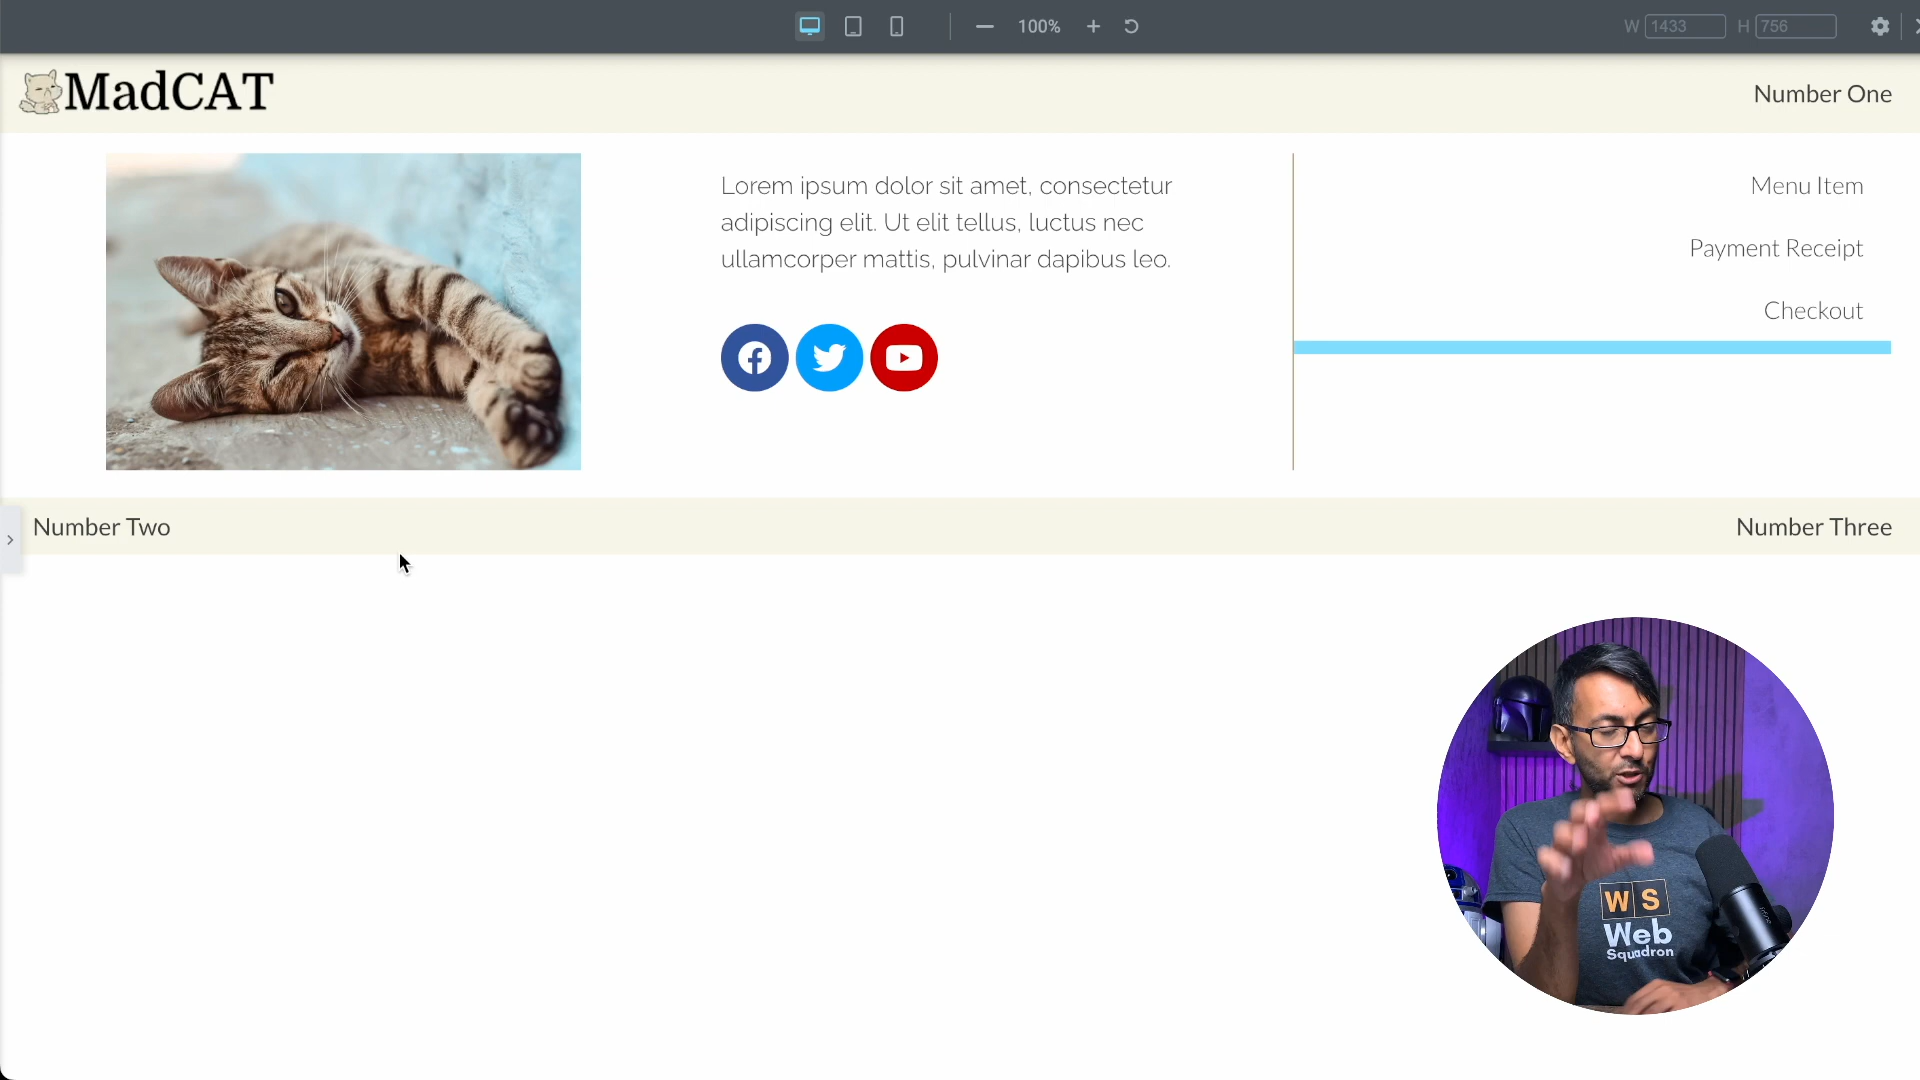 100%
W 1433 H 756
MadCAT
Number One
Lorem ipsum dolor sit amet, consectetur
adipiscing elit. Ut elit tellus, luctus nec
ullamcorper mattis, pulvinar dapibus leo.
Menu Item
Payment Receipt
Checkout
Number Two
Number Three
W S
Web
Squadron